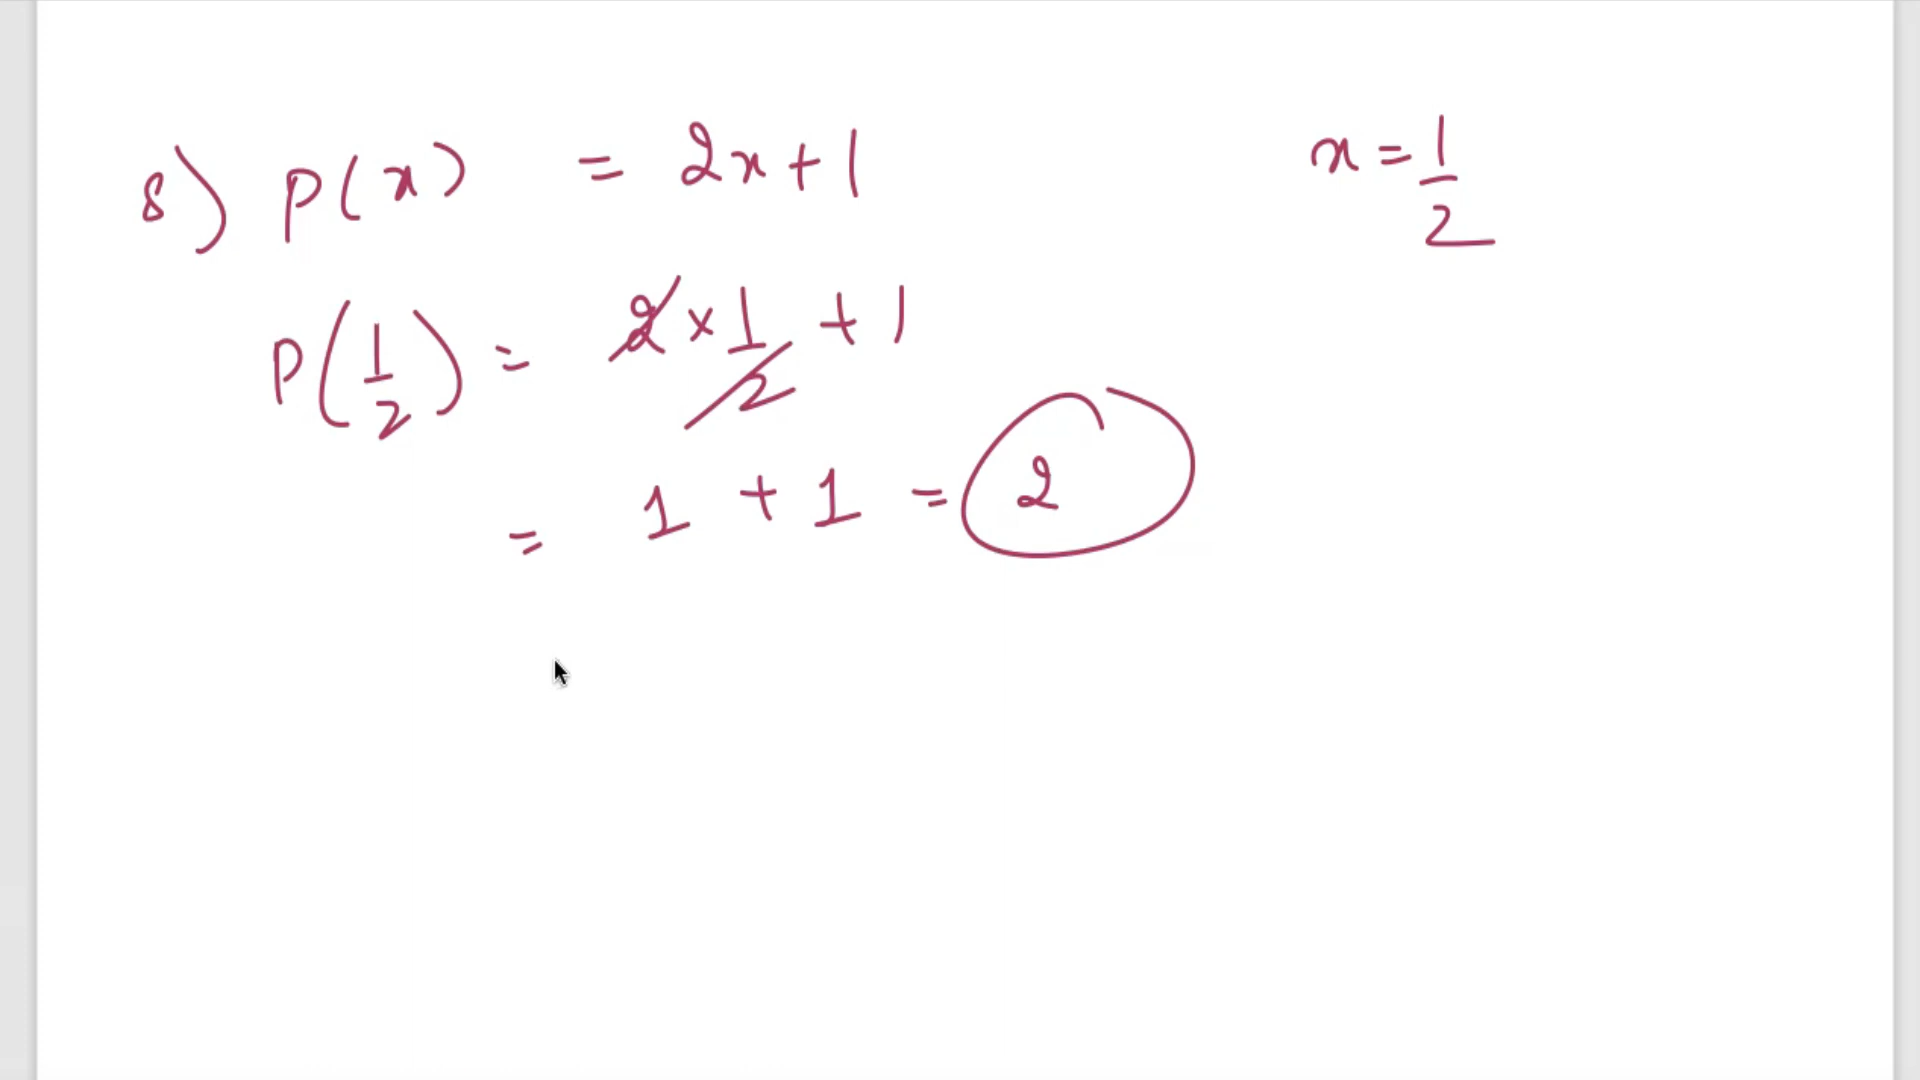 8) P(x) = 2x+1 x = 1/2
P(1/2) = 2 × 1/2 + 1
= 1 + 1 = 2